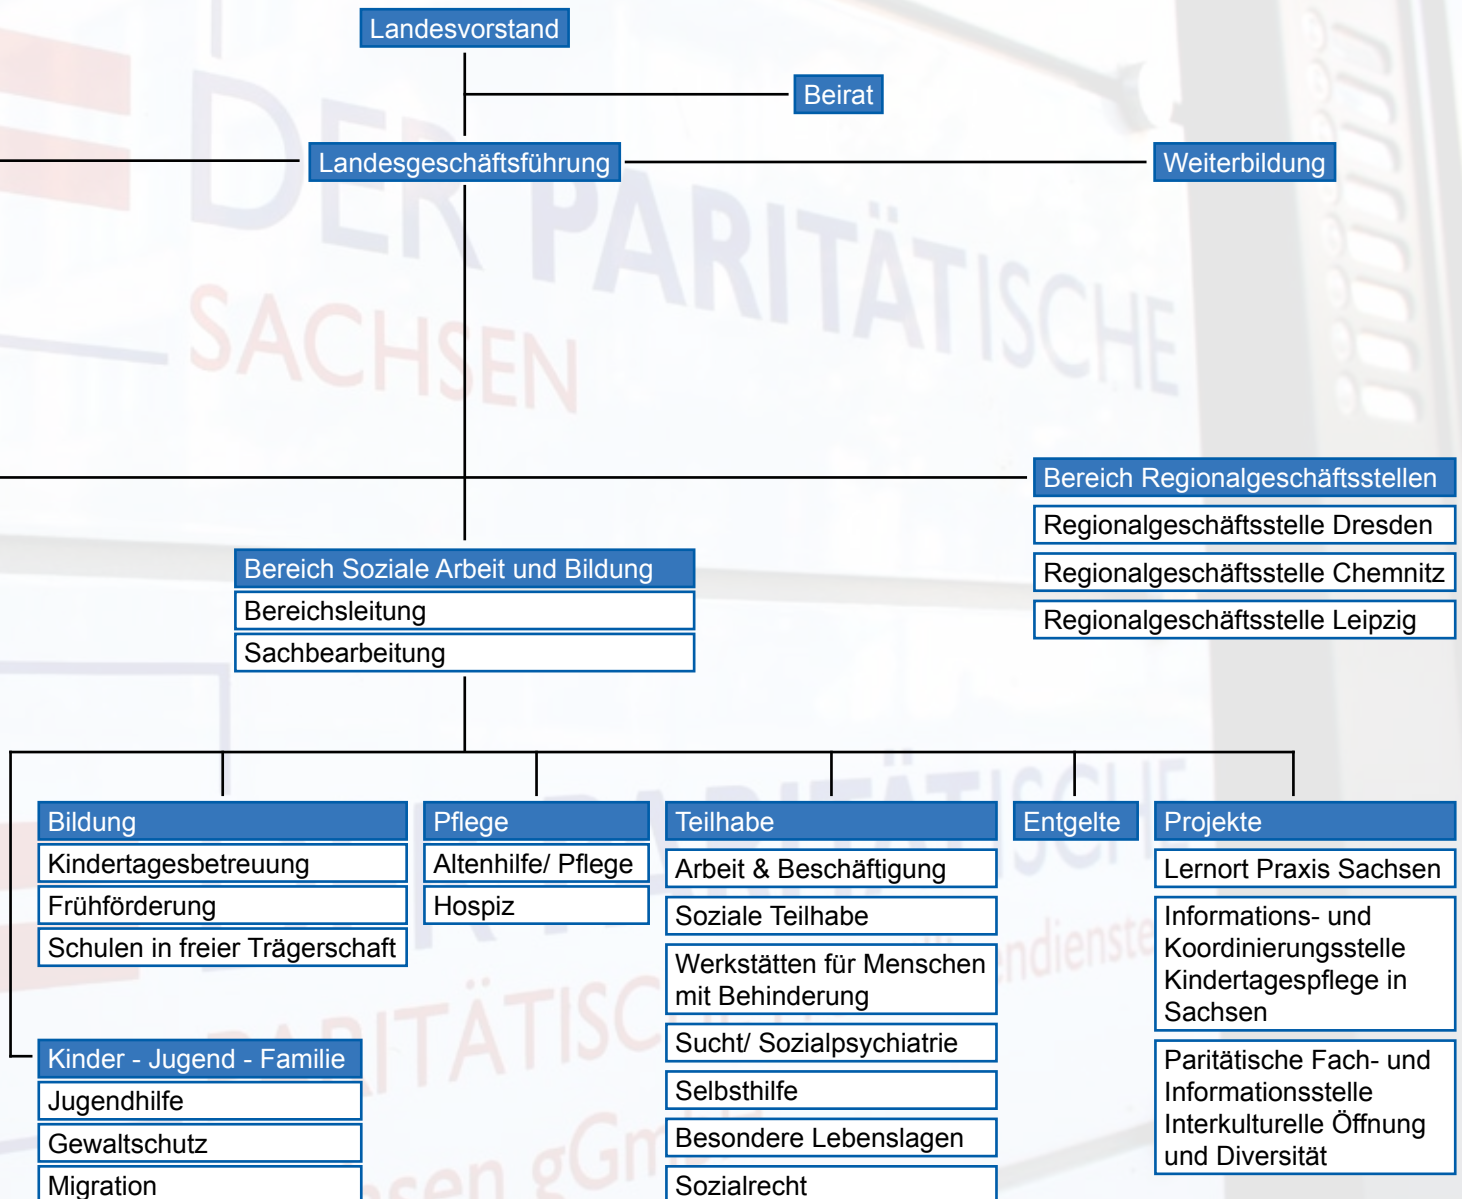 Landesvorstand
Beirat
Landesgeschäftsführung
Weiterbildung
DER PARITÄTISCHE
SACHSEN
Bereich Regionalgeschäftsstellen
Regionalgeschäftsstelle Dresden
Regionalgeschäftsstelle Chemnitz
Regionalgeschäftsstelle Leipzig
Bereich Soziale Arbeit und Bildung
Bereichsleitung
Sachbearbeitung
Bildung
Kindertagesbetreuung
Frühförderung
Schulen in freier Trägerschaft
Kinder - Jugend - Familie
Jugendhilfe
Gewaltschutz
Migration
Pflege
Altenhilfe/ Pflege
Hospiz
Teilhabe
Arbeit & Beschäftigung
Soziale Teilhabe
Werkstätten für Menschen
mit Behinderung
Sucht/ Sozialpsychiatrie
Selbsthilfe
Besondere Lebenslagen
Sozialrecht
Entgelte
Projekte
Lernort Praxis Sachsen
Informations- und
Koordinierungsstelle
Kindertagespflege in
Sachsen
Paritätische Fach- und
Informationsstelle
Interkulturelle Öffnung
und Diversität